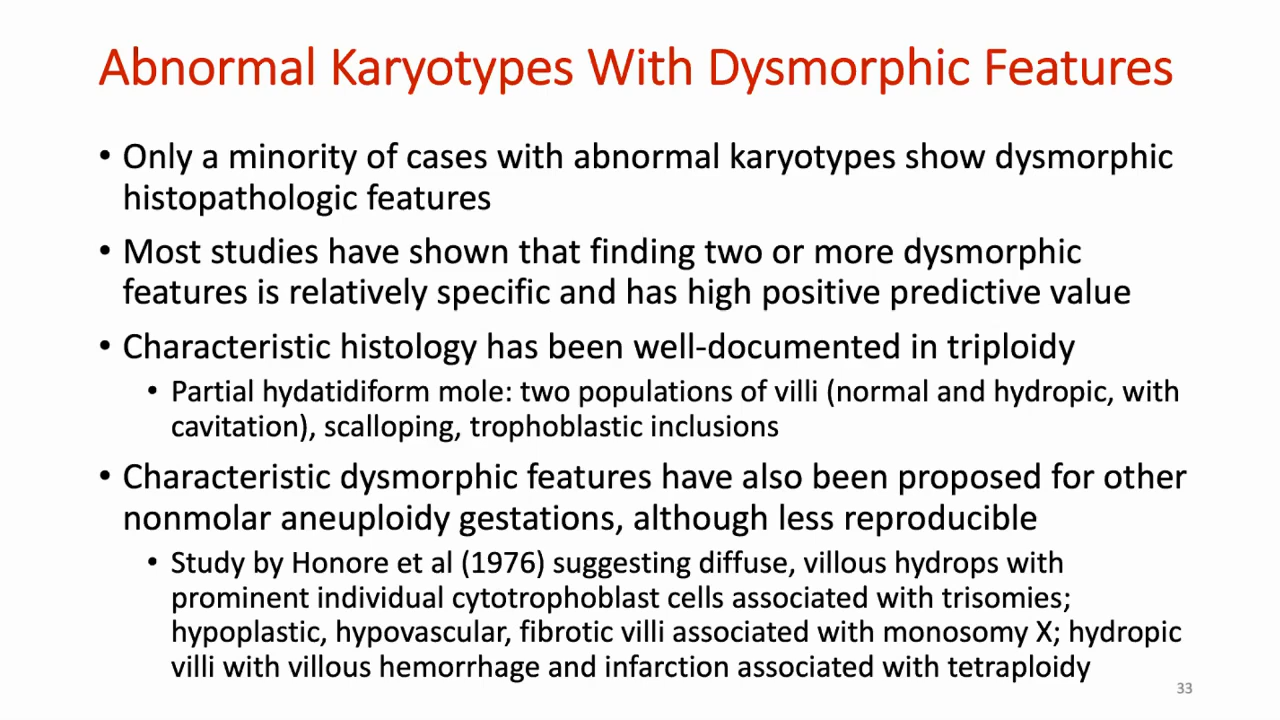 Abnormal Karyotypes With Dysmorphic Features
• Only a minority of cases with abnormal karyotypes show dysmorphic
histopathologic features
• Most studies have shown that finding two or more dysmorphic
features is relatively specific and has high positive predictive value
• Characteristic histology has been well-documented in triploidy
• Partial hydatidiform mole: two populations of villi (normal and hydropic, with
cavitation), scalloping, trophoblastic inclusions
• Characteristic dysmorphic features have also been proposed for other
nonmolar aneuploidy gestations, although less reproducible
• Study by Honore et al (1976) suggesting diffuse, villous hydrops with
prominent individual cytotrophoblast cells associated with trisomies;
hypoplastic, hypovascular, fibrotic villi associated with monosomy X; hydropic
villi with villous hemorrhage and infarction associated with tetraploidy
33